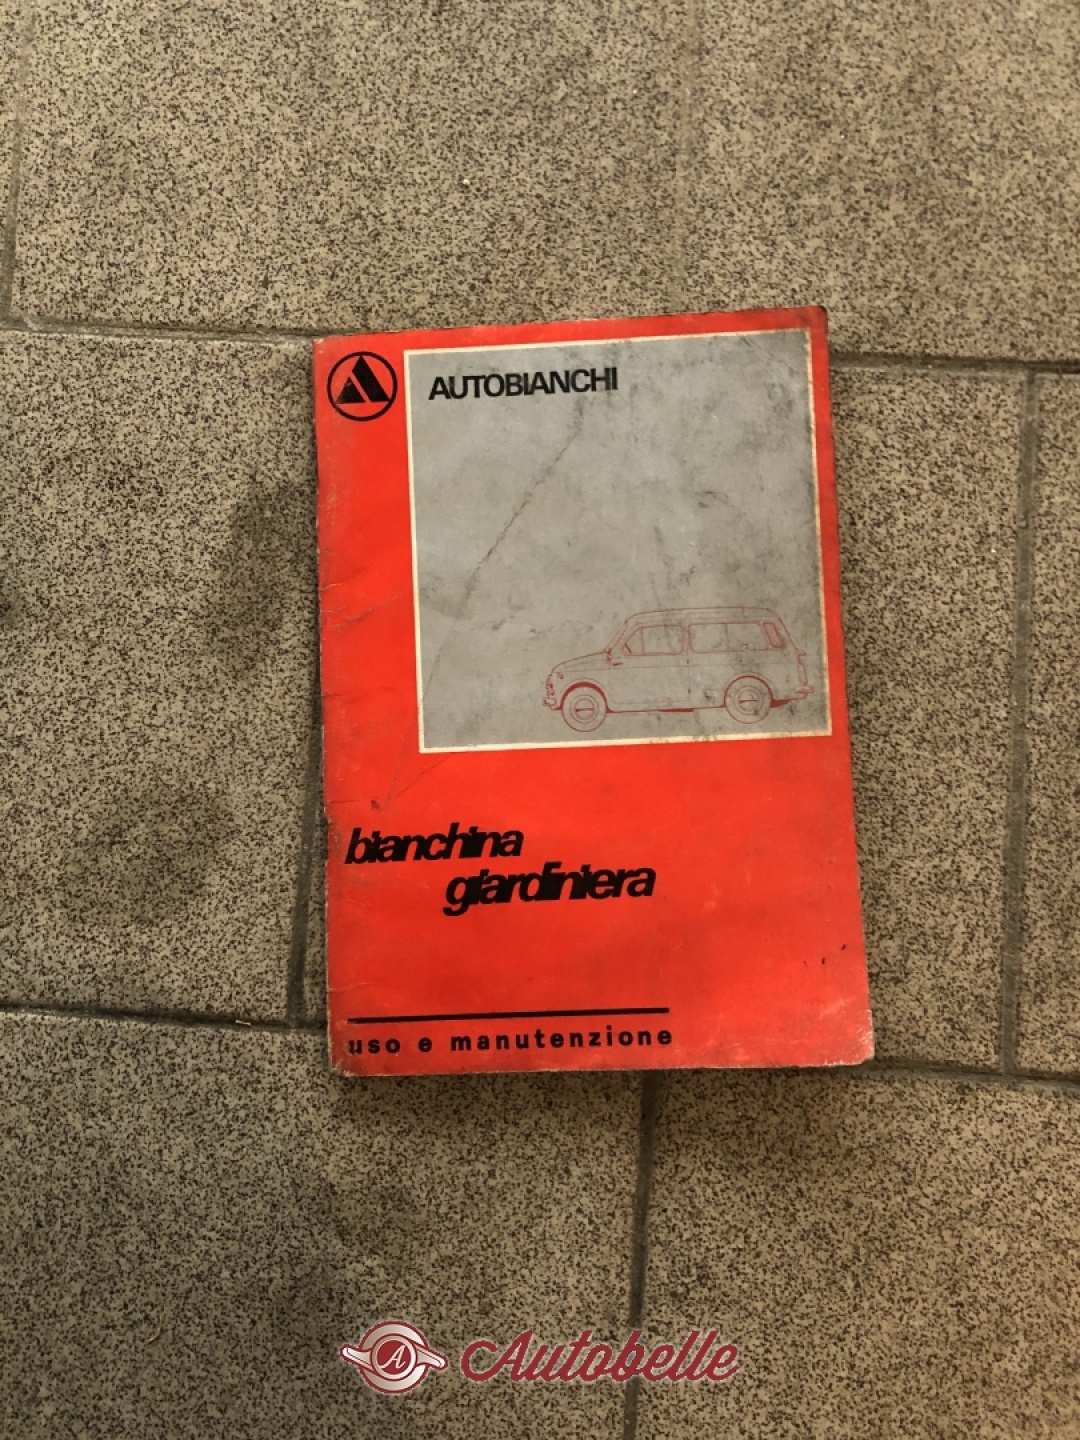 AUTOBIANCHI
bianchina
giardiniera
uso e manutenzione
A Autobelle